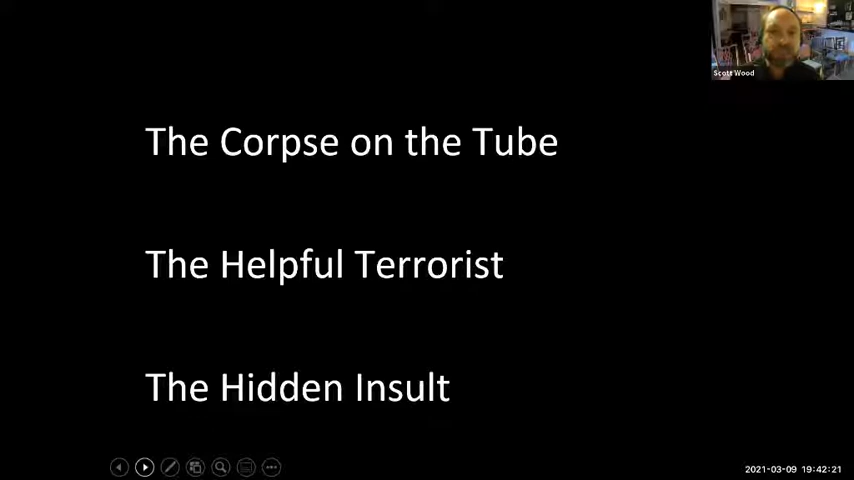 Scott Wood
The Corpse on the Tube
The Helpful Terrorist
The Hidden Insult
2021-03-09 19:42:21